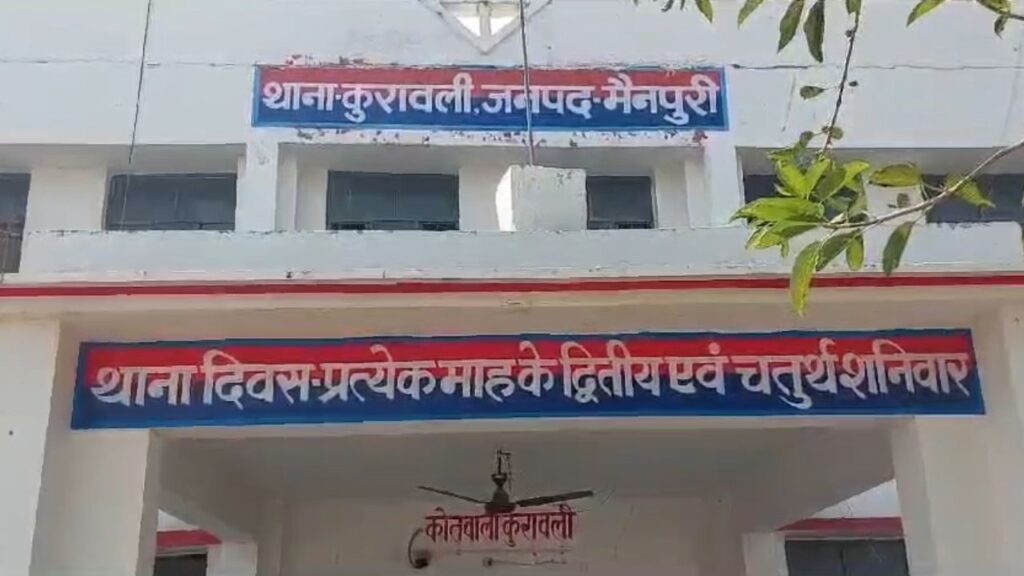 थाना-कुरावली, जनपद-मैनपुरी
थाना दिवस-प्रत्येक माह के द्वितीय एवं चतुर्थ शनिवार
कोतवाली कुरावली